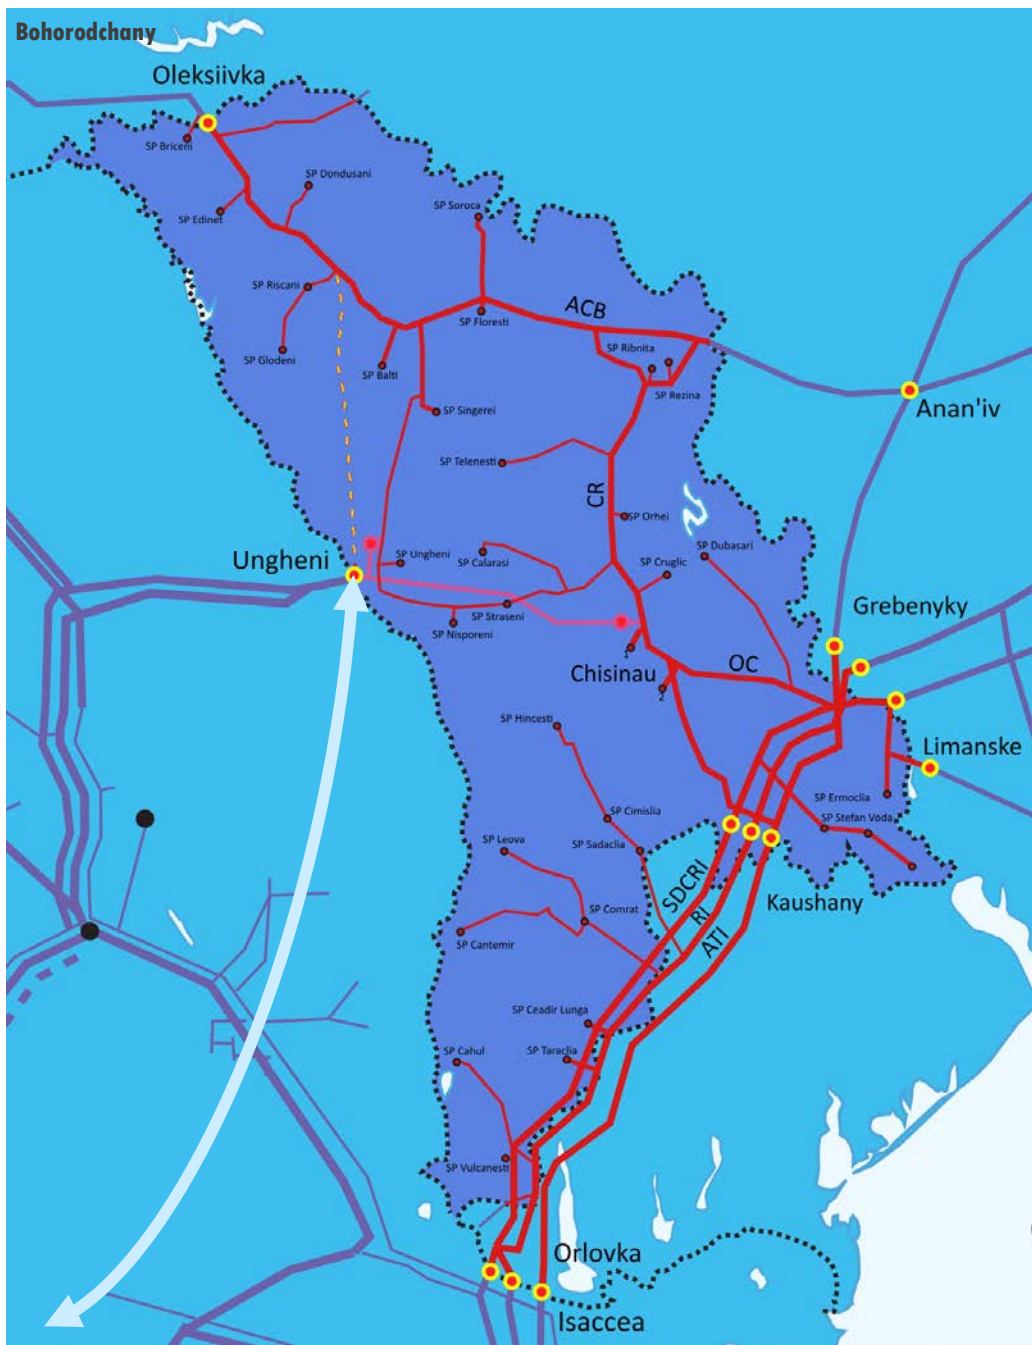 Bohorodchany
Oleksiivka
SP Briceni
SP Dondusani
SP Edinet
SP Soroca
SP Riscani
ACB
SP Floresti
SP Glodeni
SP Balti
SP Ribnita
SP Rezina
SP Singerei
Anan'iv
SP Telenesti
CR
SP Orhei
SP Dubasari
Ungheni
SP Ungheni
SP Calarasi
SP Cruglic
SP Straseni
SP Nisporeni
Grebenyky
1
Chisinau
OC
2
SP Hincesti
Limanske
SP Ermoclia
SP Cimislia
SP Stefan Voda
SP Leova
SP Sadaclia
SDCRI
RI
ATI
Kaushany
SP Comrat
SP Cantemir
SP Ceadir Lunga
SP Cahul
SP Taraclia
SP Vulcanesti
Orlovka
Isaccea